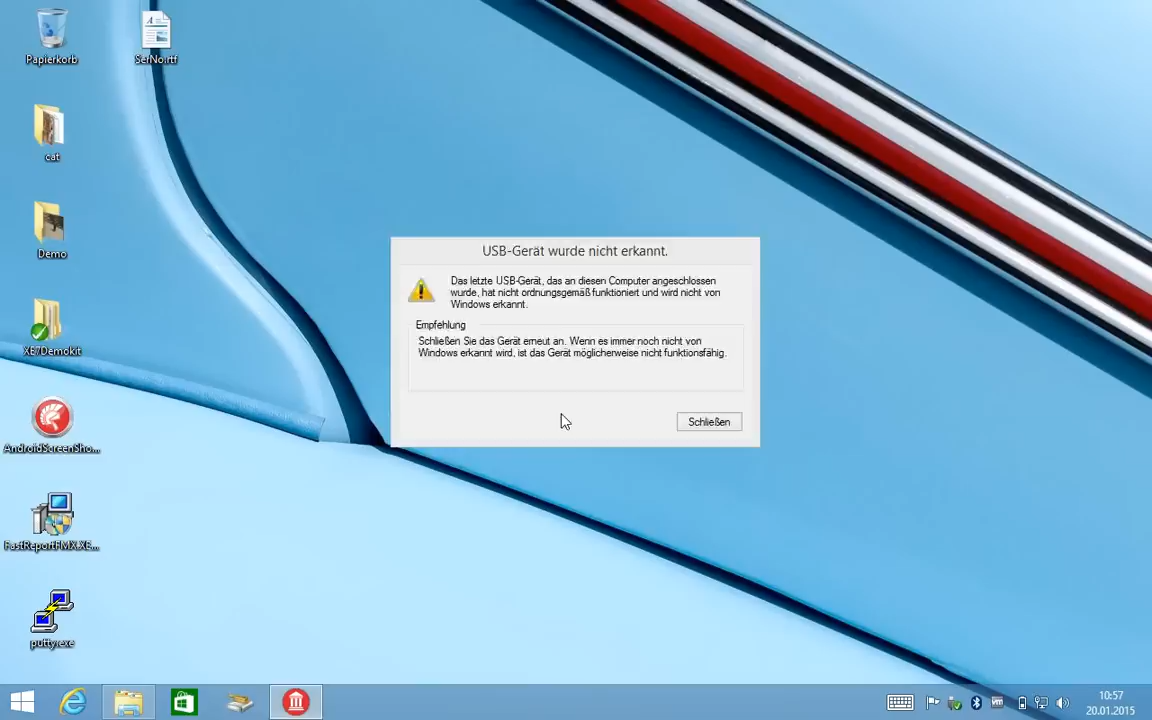 Papierkorb
SerNo.rtf
cat
Demo
XE7Demokit
AndroidScreenSho...
FastReportFMX.XE...
putty.exe
USB-Gerät wurde nicht erkannt.
Das letzte USB-Gerät, das an diesen Computer angeschlossen
wurde, hat nicht ordnungsgemäß funktioniert und wird nicht von
Windows erkannt.
Empfehlung
Schließen Sie das Gerät erneut an. Wenn es immer noch nicht von
Windows erkannt wird, ist das Gerät möglicherweise nicht funktionsfähig.
Schließen
10:57
20.01.2015